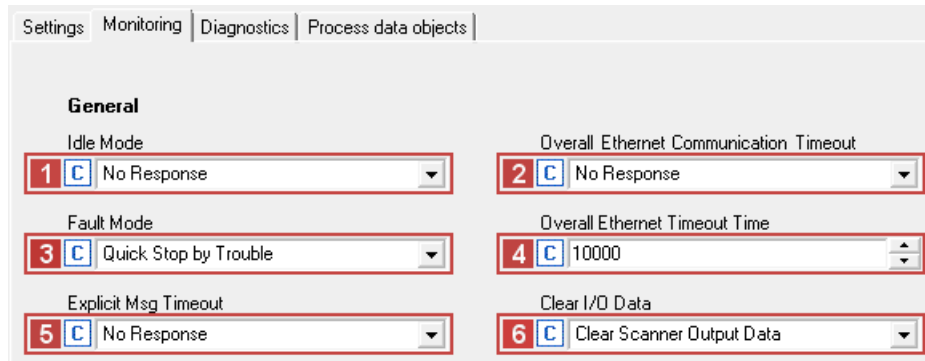 Settings Monitoring Diagnostics Process data objects
General
Idle Mode Overall Ethernet Communication Timeout
1 C No Response 2 C No Response
Fault Mode Overall Ethernet Timeout Time
3 C Quick Stop by Trouble 4 C 10000
Explicit Msg Timeout Clear I/O Data
5 C No Response 6 C Clear Scanner Output Data